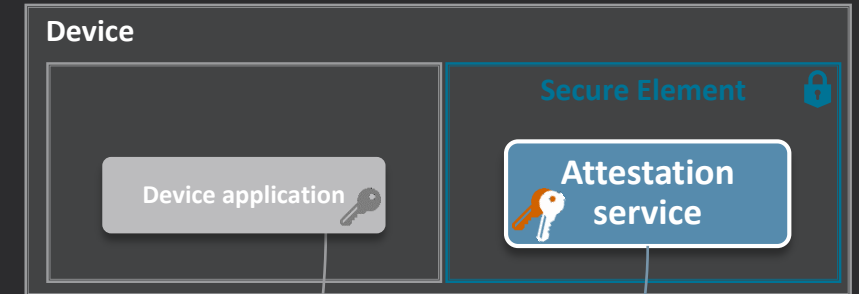 Device
Secure Element
Device application
Attestation
service